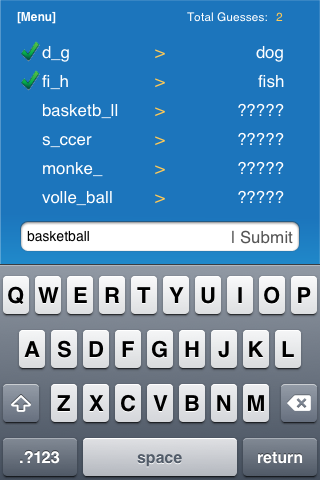 [Menu] Total Guesses: 2
d_g > dog
fi_h > fish
basketb_ll > ?????
s_ccer > ?????
monke_ > ?????
volle_ball > ?????
basketball | Submit
Q W E R T Y U I O P
A S D F G H J K L
Z X C V B N M
.?123 space return